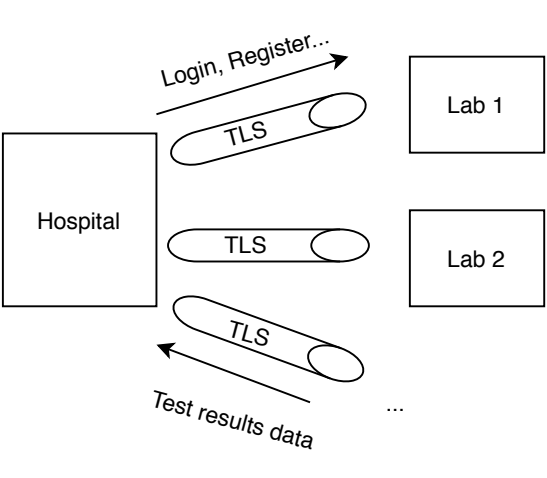 Login, Register...
TLS
Lab 1
Hospital
TLS
Lab 2
TLS
Test results data
...